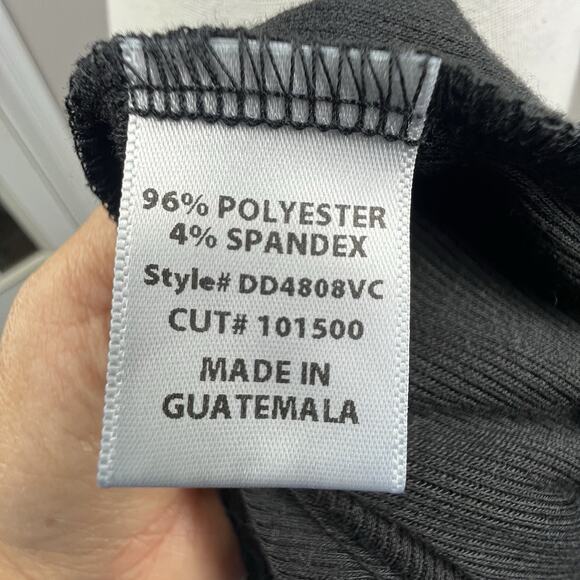 96% POLYESTER
4% SPANDEX
Style# DD4808VC
CUT# 101500
MADE IN
GUATEMALA